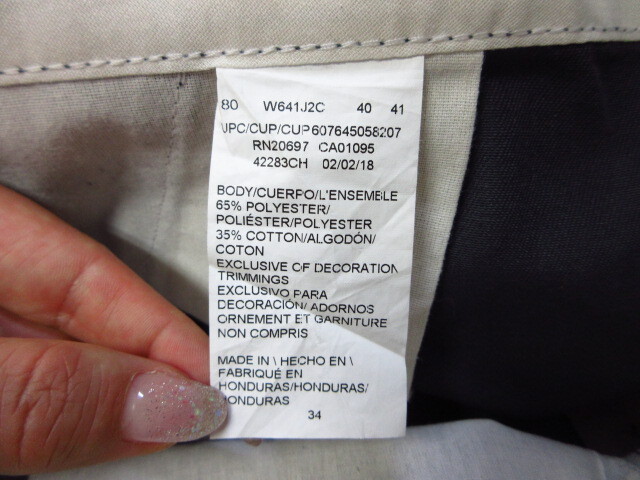 80 W641J2C 40 41
UPC/CUP/CUP 607645058207
RN20697 CA01095
42283CH 02/02/18
BODY/CUERPO/L'ENSEMBLE
65% POLYESTER/
POLIÉSTER/POLYESTER
35% COTTON/ALGODÓN/
COTON
EXCLUSIVE OF DECORATION
TRIMMINGS
EXCLUSIVO PARA
DECORACIÓN/ ADORNOS
ORNEMENT ET GARNITURE
NON COMPRIS
MADE IN \ HECHO EN \
FABRIQUÉ EN
HONDURAS/HONDURAS/
HONDURAS
34